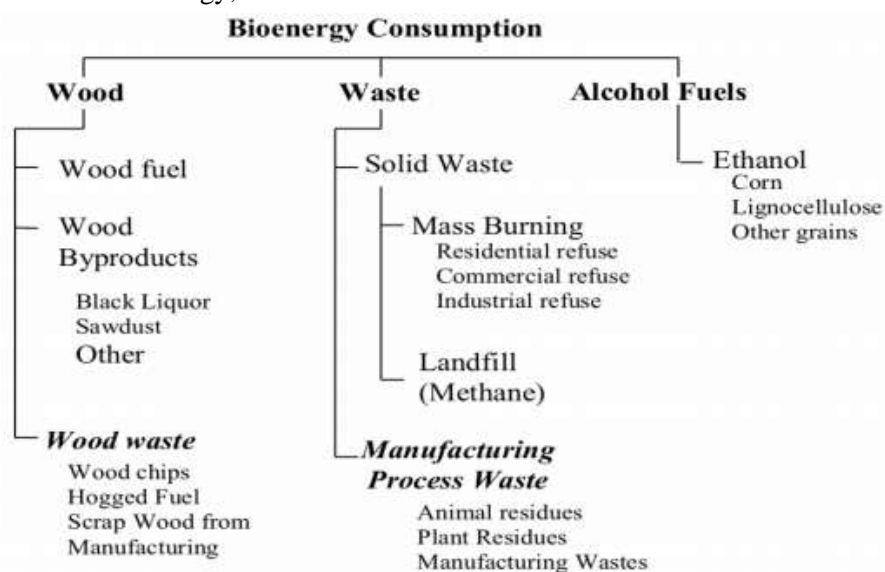 Bioenergy Consumption
Wood
Wood fuel
Wood
Byproducts
Black Liquor
Sawdust
Other
Wood waste
Wood chips
Hogged Fuel
Scrap Wood from
Manufacturing
Waste
Solid Waste
Mass Burning
Residential refuse
Commercial refuse
Industrial refuse
Landfill
(Methane)
Manufacturing
Process Waste
Animal residues
Plant Residues
Manufacturing Wastes
Alcohol Fuels
Ethanol
Corn
Lignocellulose
Other grains